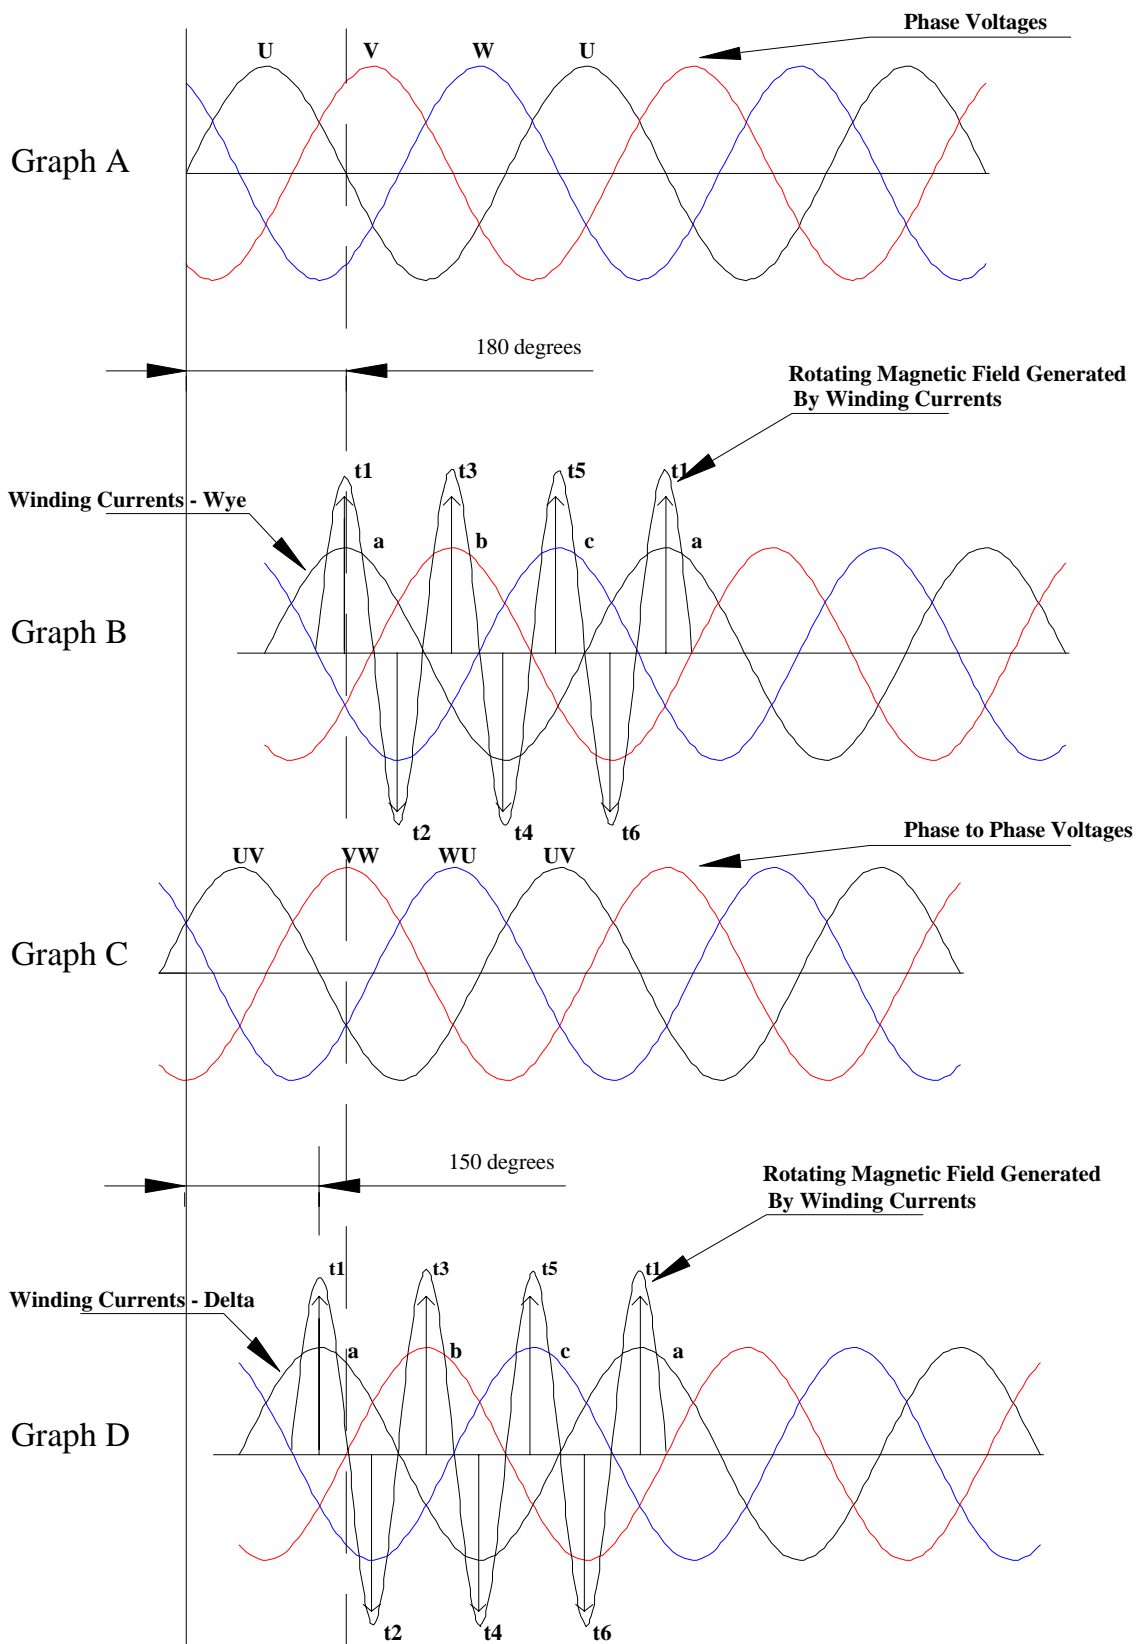 Phase Voltages
U V W U
Graph A
180 degrees
Rotating Magnetic Field Generated
By Winding Currents
t1 t3 t5 t1
Winding Currents - Wye
a b c a
Graph B
t2 t4 t6
Phase to Phase Voltages
UV VW WU UV
Graph C
150 degrees
Rotating Magnetic Field Generated
By Winding Currents
t1 t3 t5 t1
Winding Currents - Delta
a b c a
Graph D
t2 t4 t6